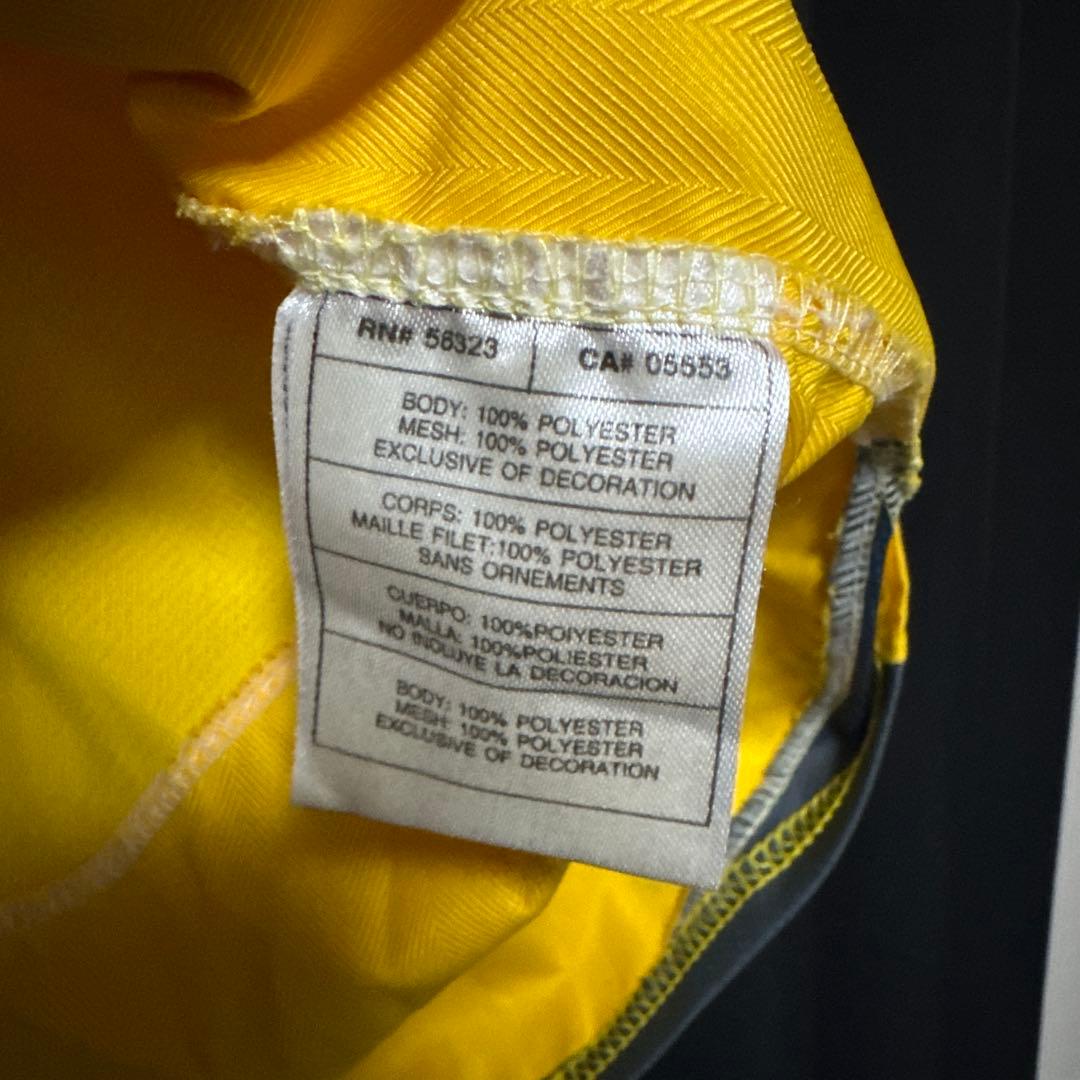 RN# 56323
CA# 05553
BODY: 100% POLYESTER
MESH: 100% POLYESTER
EXCLUSIVE OF DECORATION
CORPS: 100% POLYESTER
MAILLE FILET:100% POLYESTER
SANS ORNEMENTS
CUERPO: 100%POIYESTER
MALLA: 100%POLIESTER
NO INCLUYE LA DECORACION
BODY: 100% POLYESTER
MESH: 100% POLYESTER
EXCLUSIVE OF DECORATION